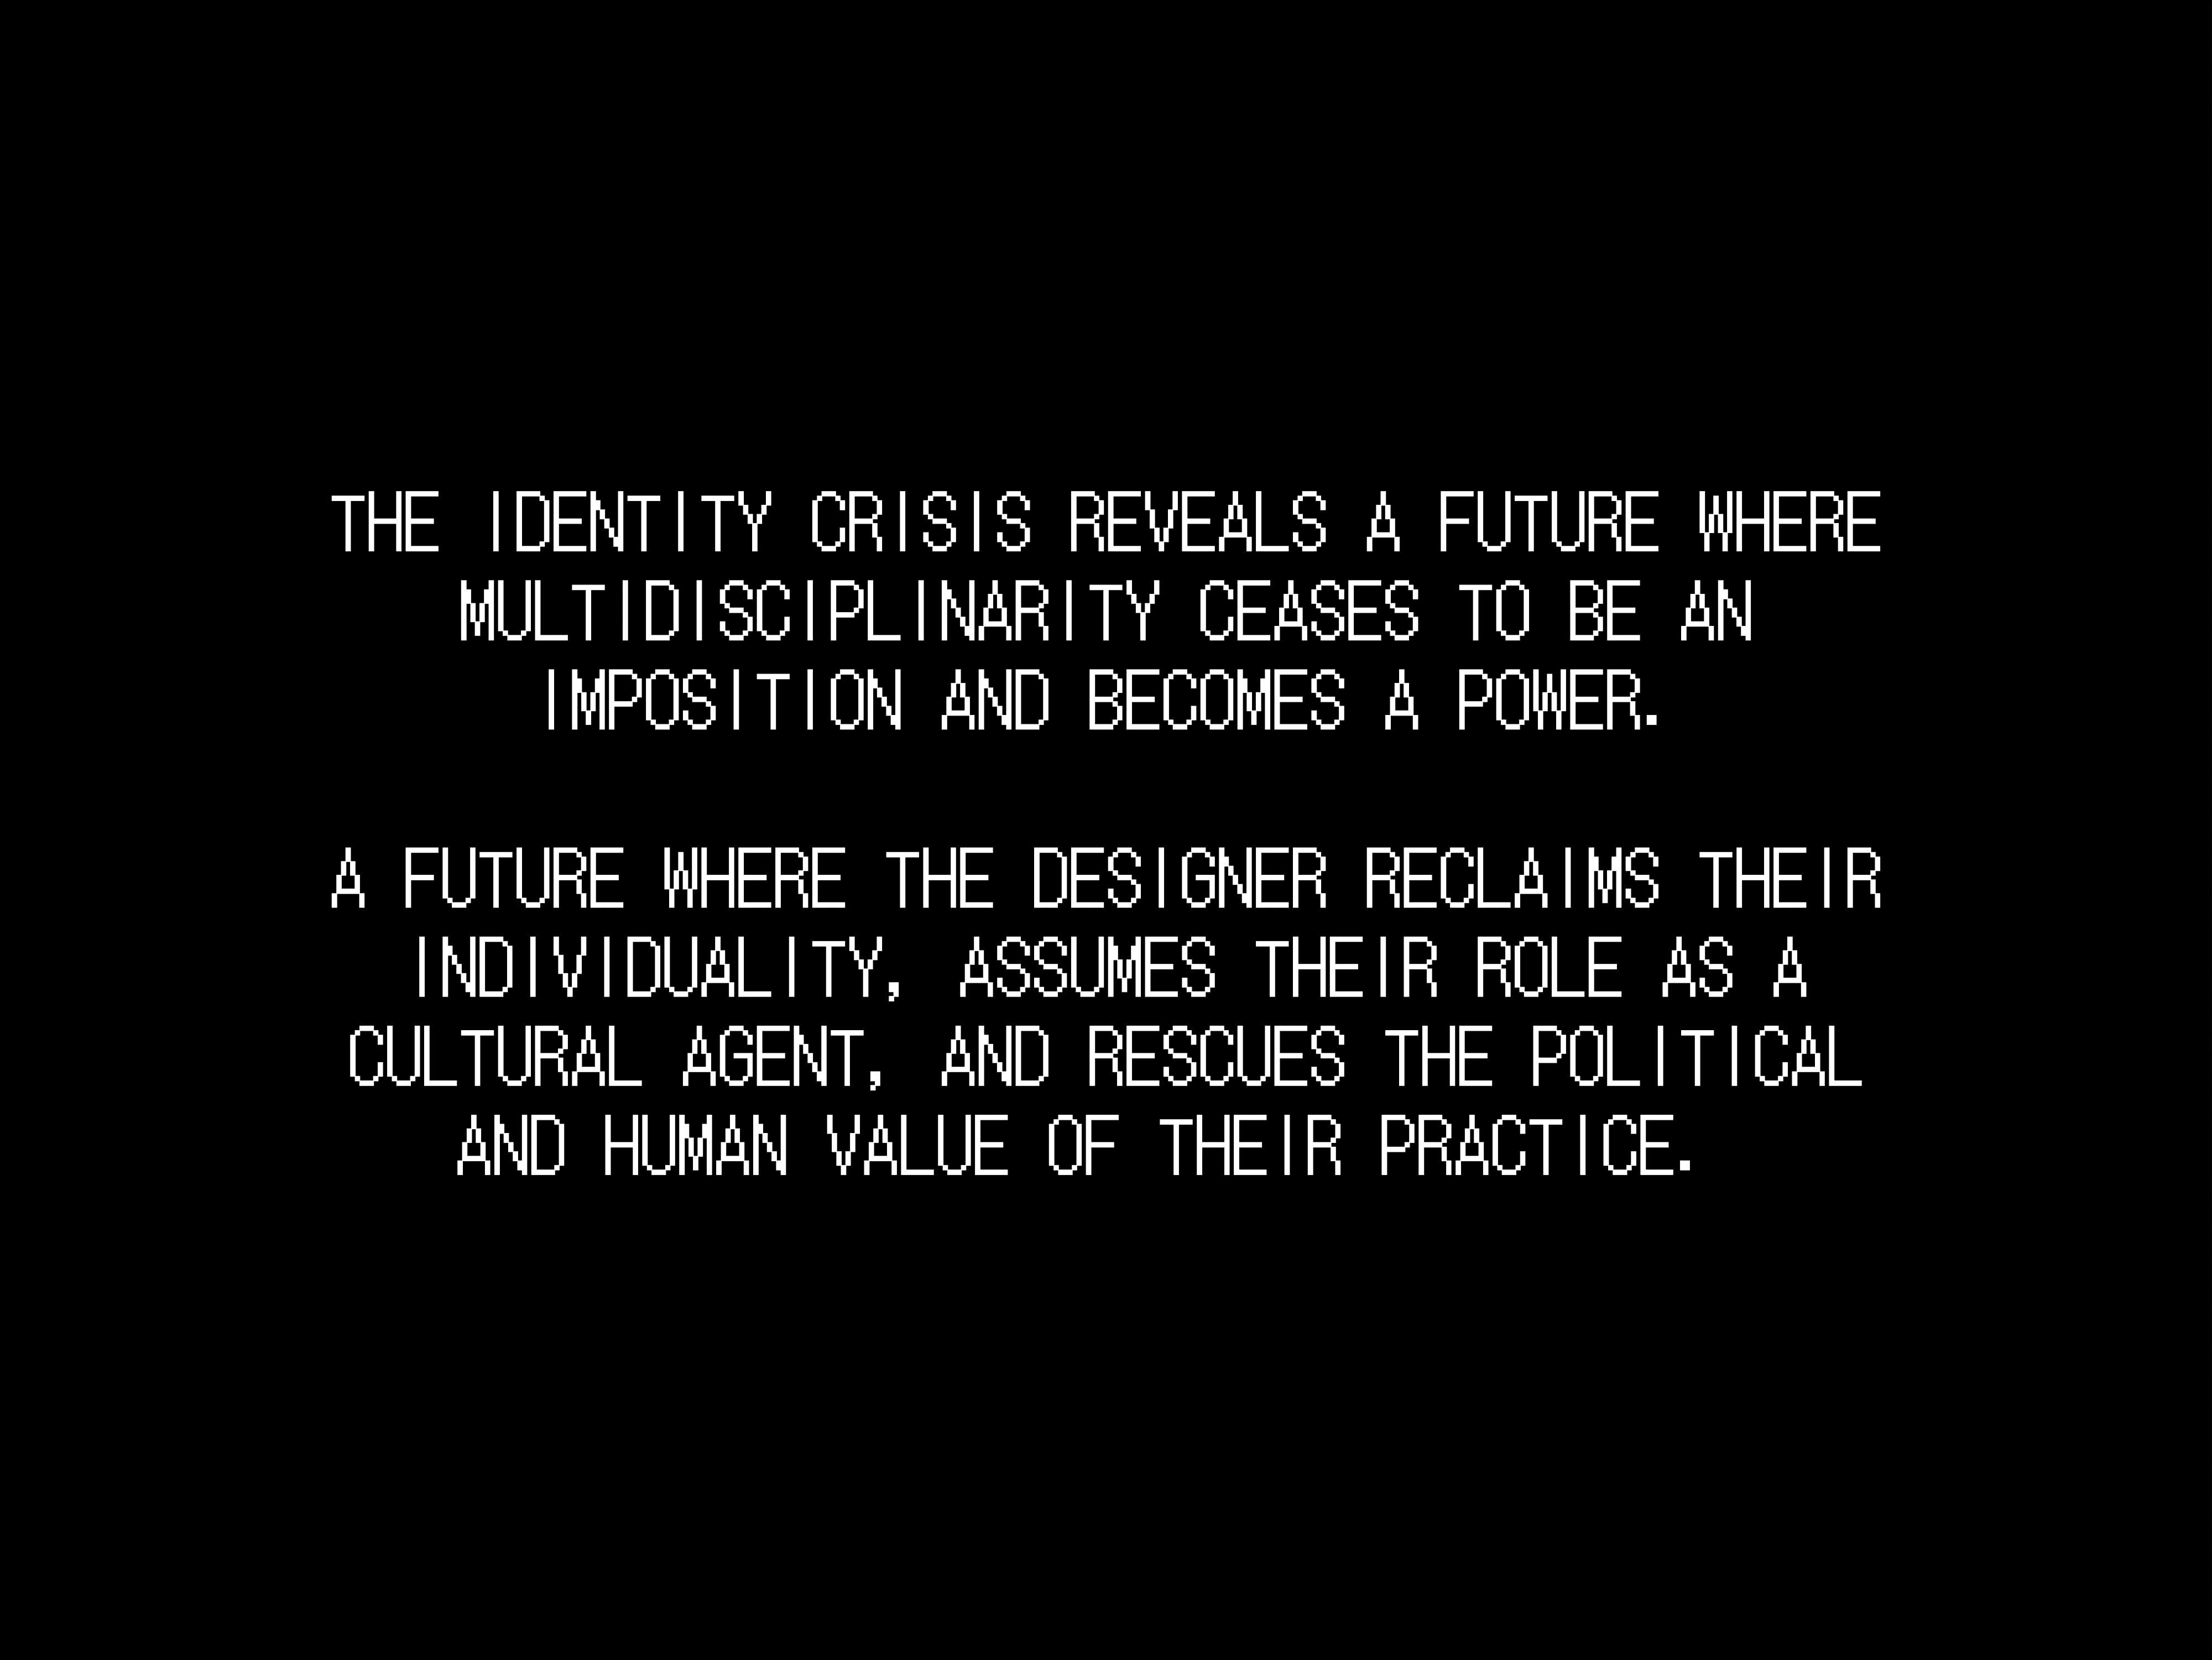 THE IDENTITY CRISIS REVEALS A FUTURE WHERE
MULTIDISCIPLINARITY CEASES TO BE AN
IMPOSITION AND BECOMES A POWER.
A FUTURE WHERE THE DESIGNER RECLAIMS THEIR
INDIVIDUALITY, ASSUMES THEIR ROLE AS A
CULTURAL AGENT, AND RESCUES THE POLITICAL
AND HUMAN VALUE OF THEIR PRACTICE.